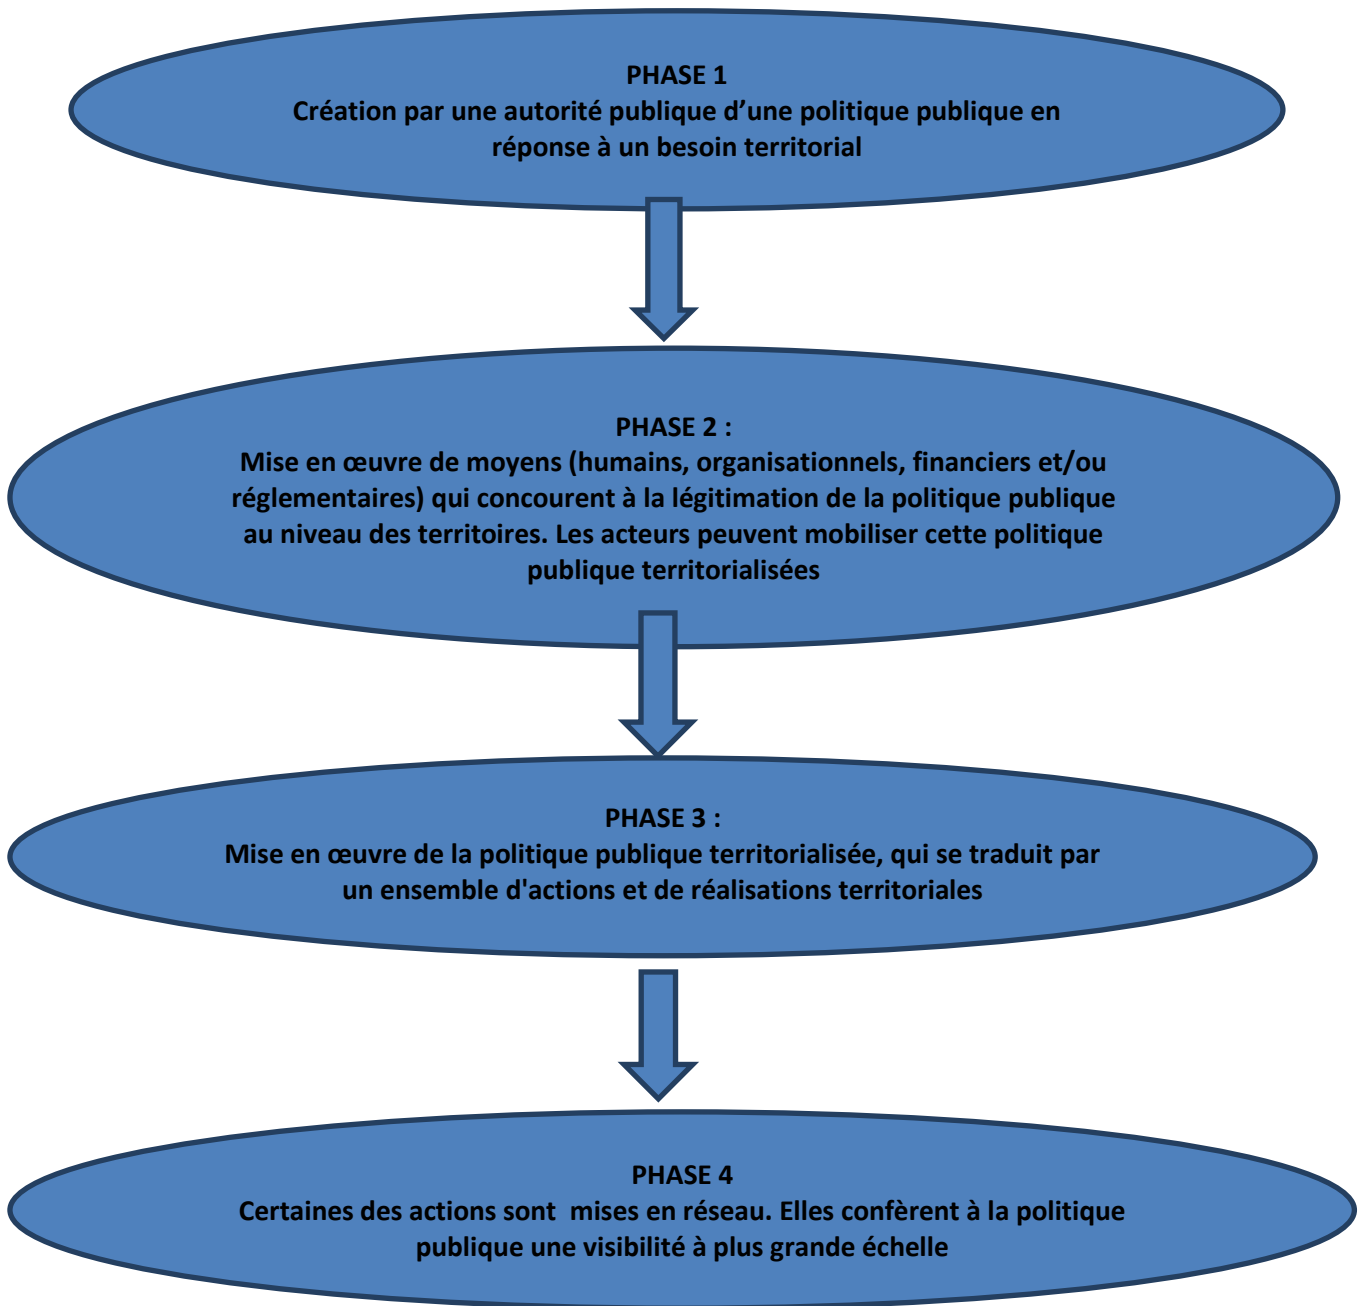 PHASE 1
Création par une autorité publique d’une politique publique en
réponse à un besoin territorial
PHASE 2 :
Mise en œuvre de moyens (humains, organisationnels, financiers et/ou
réglementaires) qui concourent à la légitimation de la politique publique
au niveau des territoires. Les acteurs peuvent mobiliser cette politique
publique territorialisées
PHASE 3 :
Mise en œuvre de la politique publique territorialisée, qui se traduit par
un ensemble d'actions et de réalisations territoriales
PHASE 4
Certaines des actions sont  mises en réseau. Elles confèrent à la politique
publique une visibilité à plus grande échelle